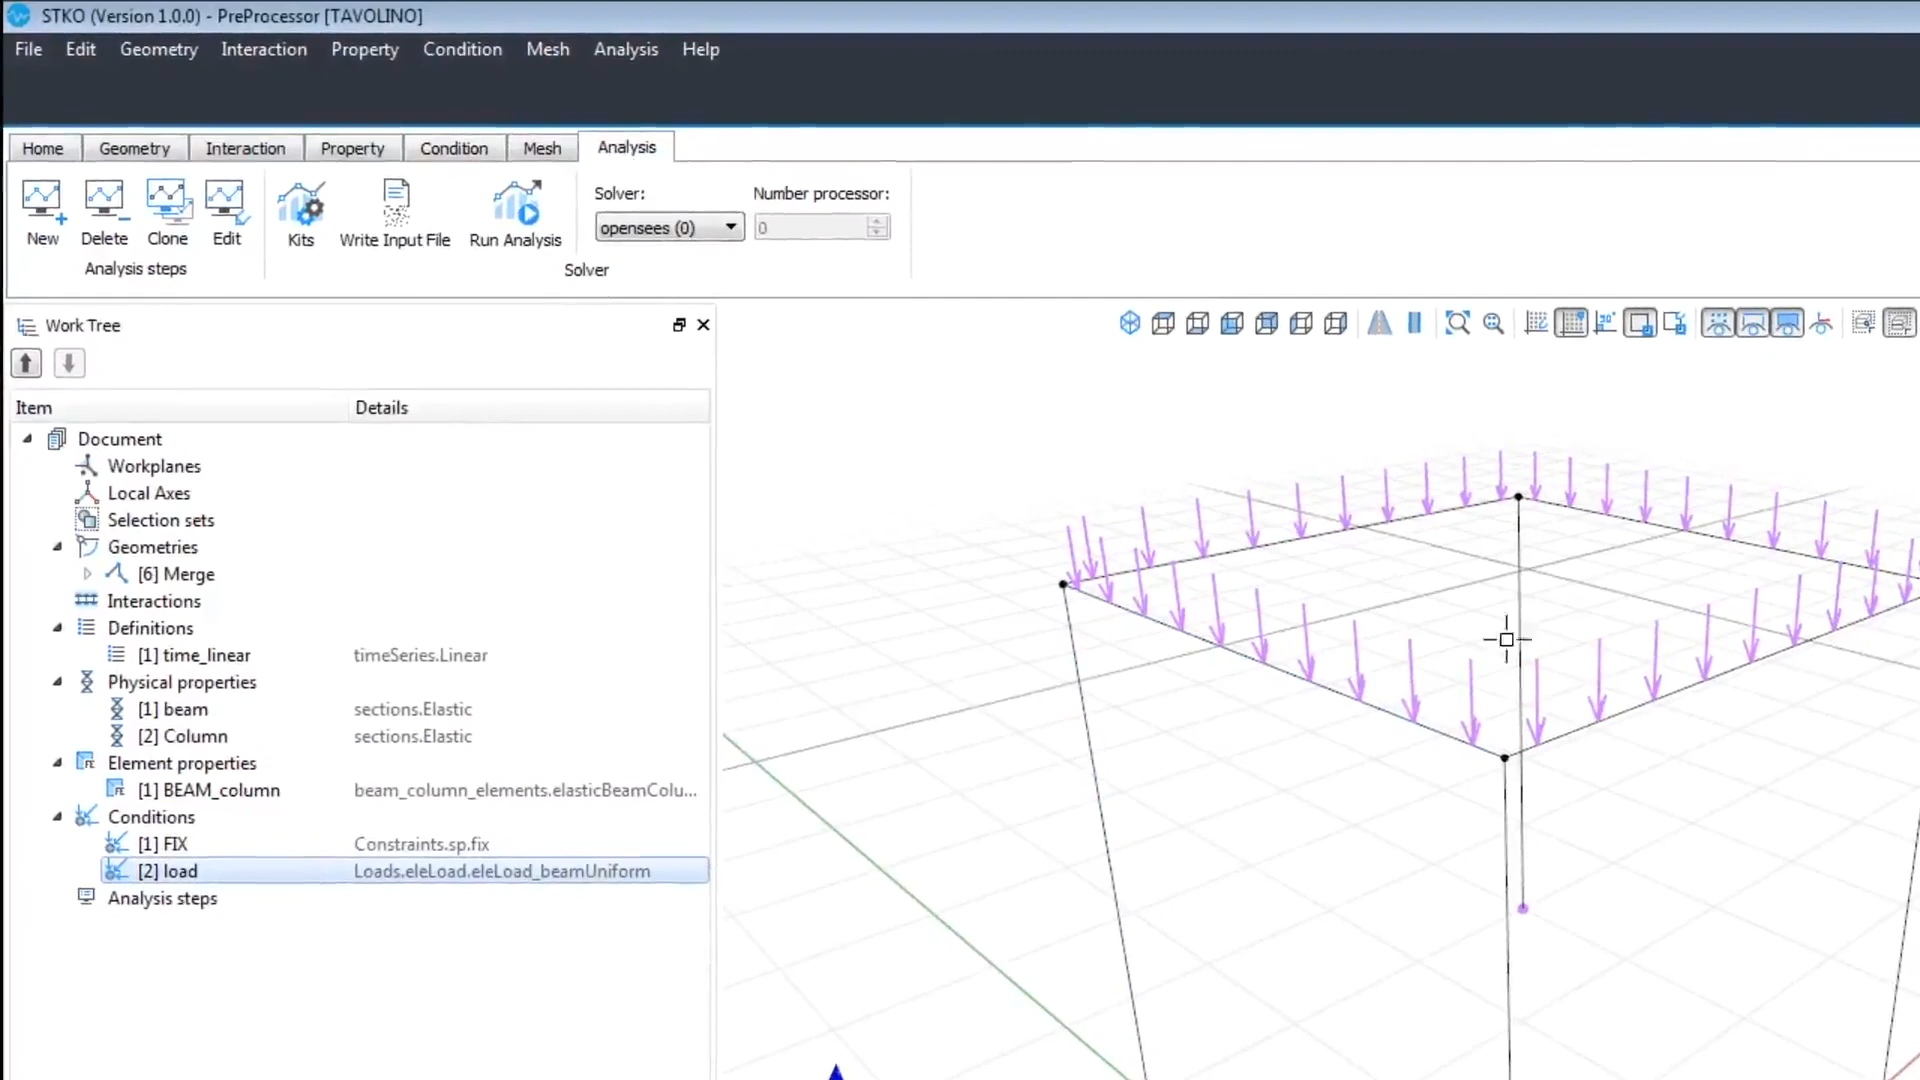 STKO (Version 1.0.0) - PreProcessor [TAVOLINO]
File Edit Geometry Interaction Property Condition Mesh Analysis Help
Home Geometry Interaction Property Condition Mesh Analysis
Solver: Number processor:
opensees (0) 0
New Delete Clone Edit Kits Write Input File Run Analysis
Analysis steps Solver
Work Tree
Item Details
Document
Workplanes
Local Axes
Selection sets
Geometries
[6] Merge
Interactions
Definitions
[1] time_linear timeSeries.Linear
Physical properties
[1] beam sections.Elastic
[2] Column sections.Elastic
Element properties
[1] BEAM_column beam_column_elements.elasticBeamColu...
Conditions
[1] FIX Constraints.sp.fix
[2] load Loads.eleLoad.eleLoad_beamUniform
Analysis steps